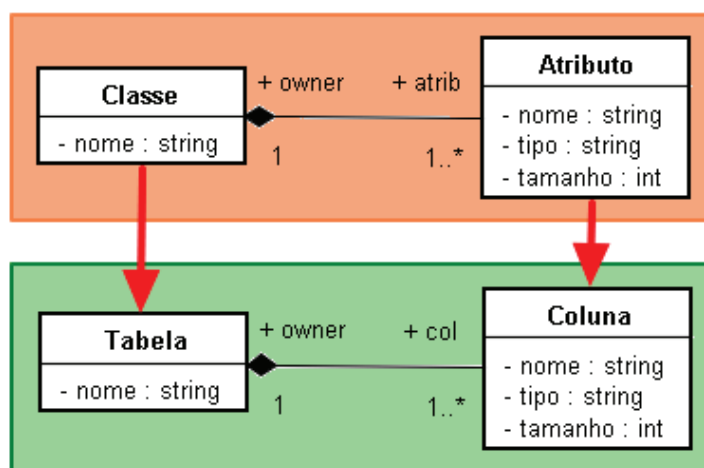 Classe
- nome : string
+ owner
+ atrib
1
1..*
Atributo
- nome : string
- tipo : string
- tamanho : int
Tabela
- nome : string
+ owner
+ col
1
1..*
Coluna
- nome : string
- tipo : string
- tamanho : int